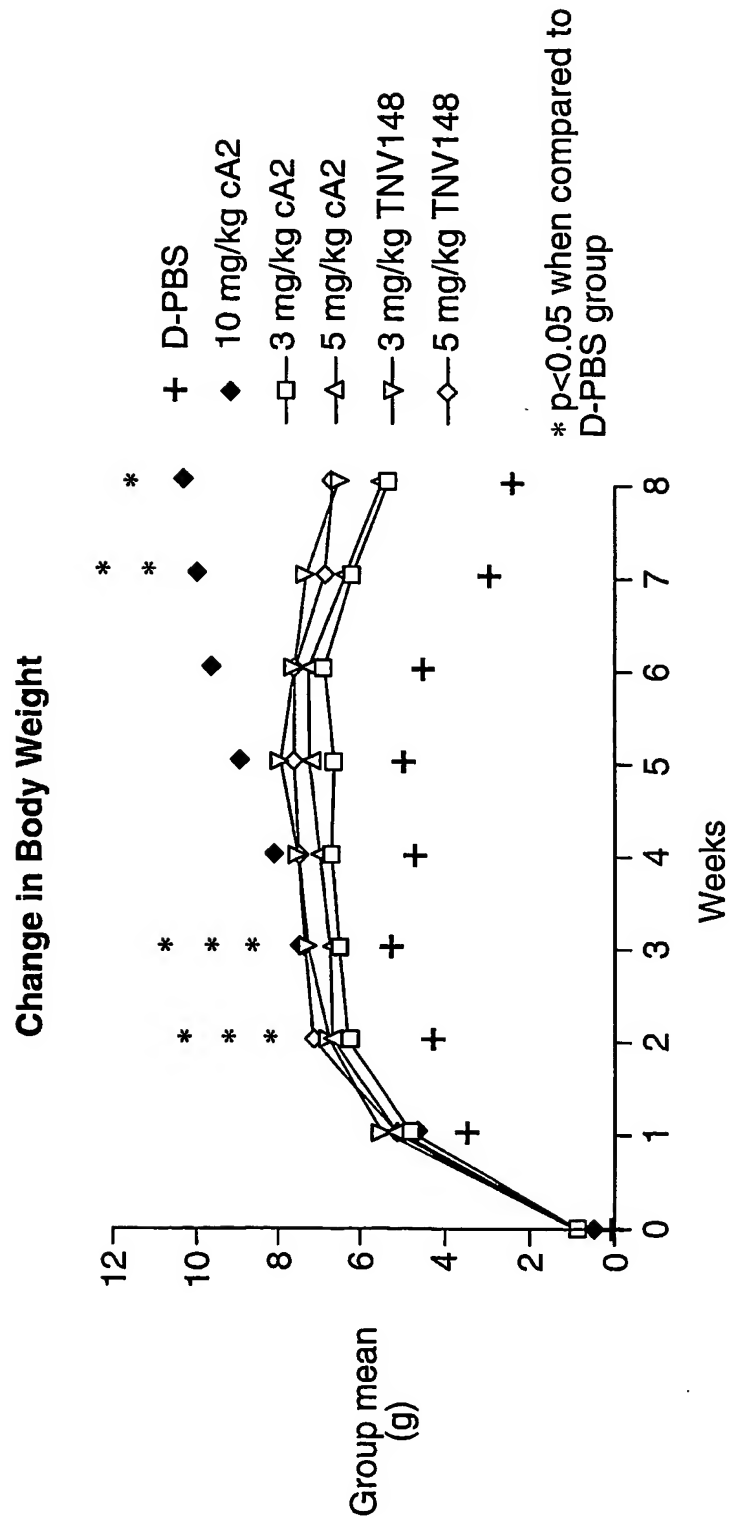 Change in Body Weight
Group mean
(g)
12
10
8
6
4
2
0
* * *
* * *
* *
*
0 1 2 3 4 5 6 7 8
Weeks
D-PBS
10 mg/kg cA2
3 mg/kg cA2
5 mg/kg cA2
3 mg/kg TNV148
5 mg/kg TNV148
* p<0.05 when compared to
D-PBS group